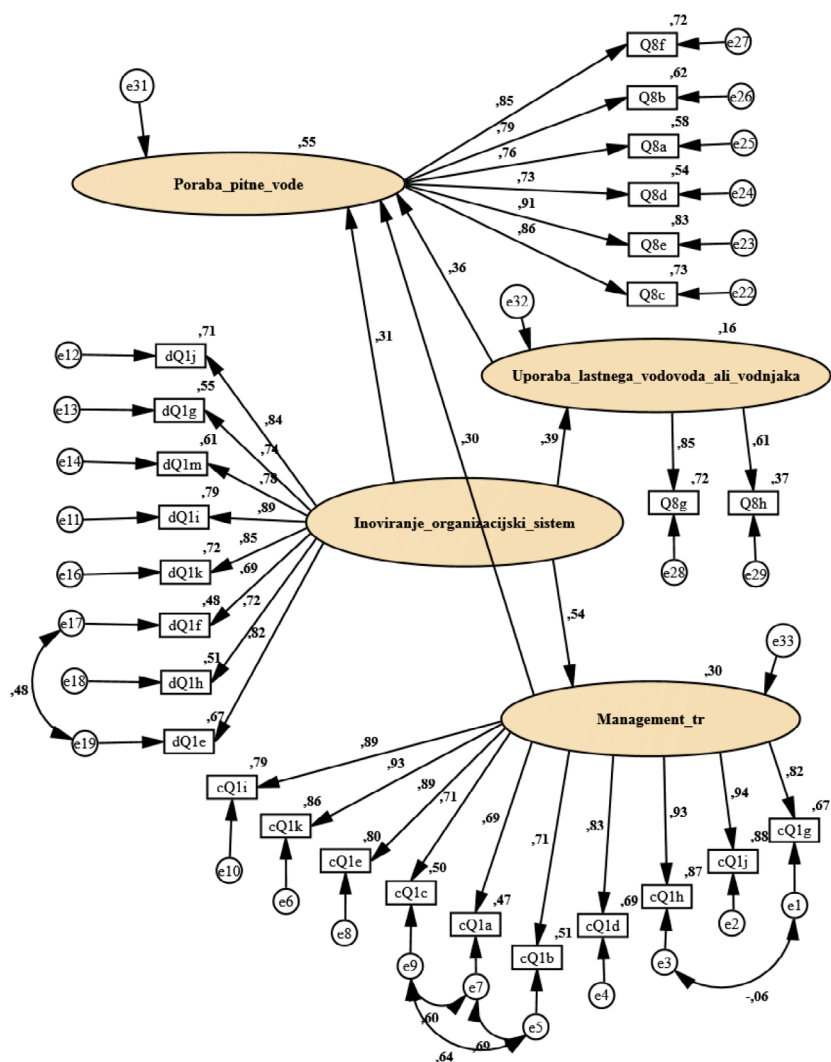 ,72
Q8f
e27
,85
,62
Q8b
e26
,79
,58
Q8a
e25
,76
,54
Q8d
e24
,73
,83
Q8e
e23
,91
,73
Q8c
e22
,86
e31
,55
Poraba_pitne_vode
,36
e32
,16
Uporaba_lastnega_vodovoda_ali_vodnjaka
,31
,30
,39
,85
,61
,72
Q8g
,37
Q8h
e28
e29
e12
,71
dQ1j
,84
e13
,55
dQ1g
,74
e14
,61
dQ1m
,78
e11
,79
dQ1i
,89
e16
,72
dQ1k
,85
e17
,48
dQ1f
,69
e18
,51
dQ1h
,72
e19
,67
dQ1e
,82
,48
Inoviranje_organizacijski_sistem
,54
e33
,30
Management_tr
,89
,93
,89
,71
,69
,71
,83
,93
,94
,82
,79
cQ1i
,86
cQ1k
,80
cQ1e
,50
cQ1c
,47
cQ1a
,51
cQ1b
,69
cQ1d
,87
cQ1h
,88
cQ1j
,67
cQ1g
e10
e6
e8
e9
e7
e5
e4
e3
e2
e1
,60
,69
,64
-,06